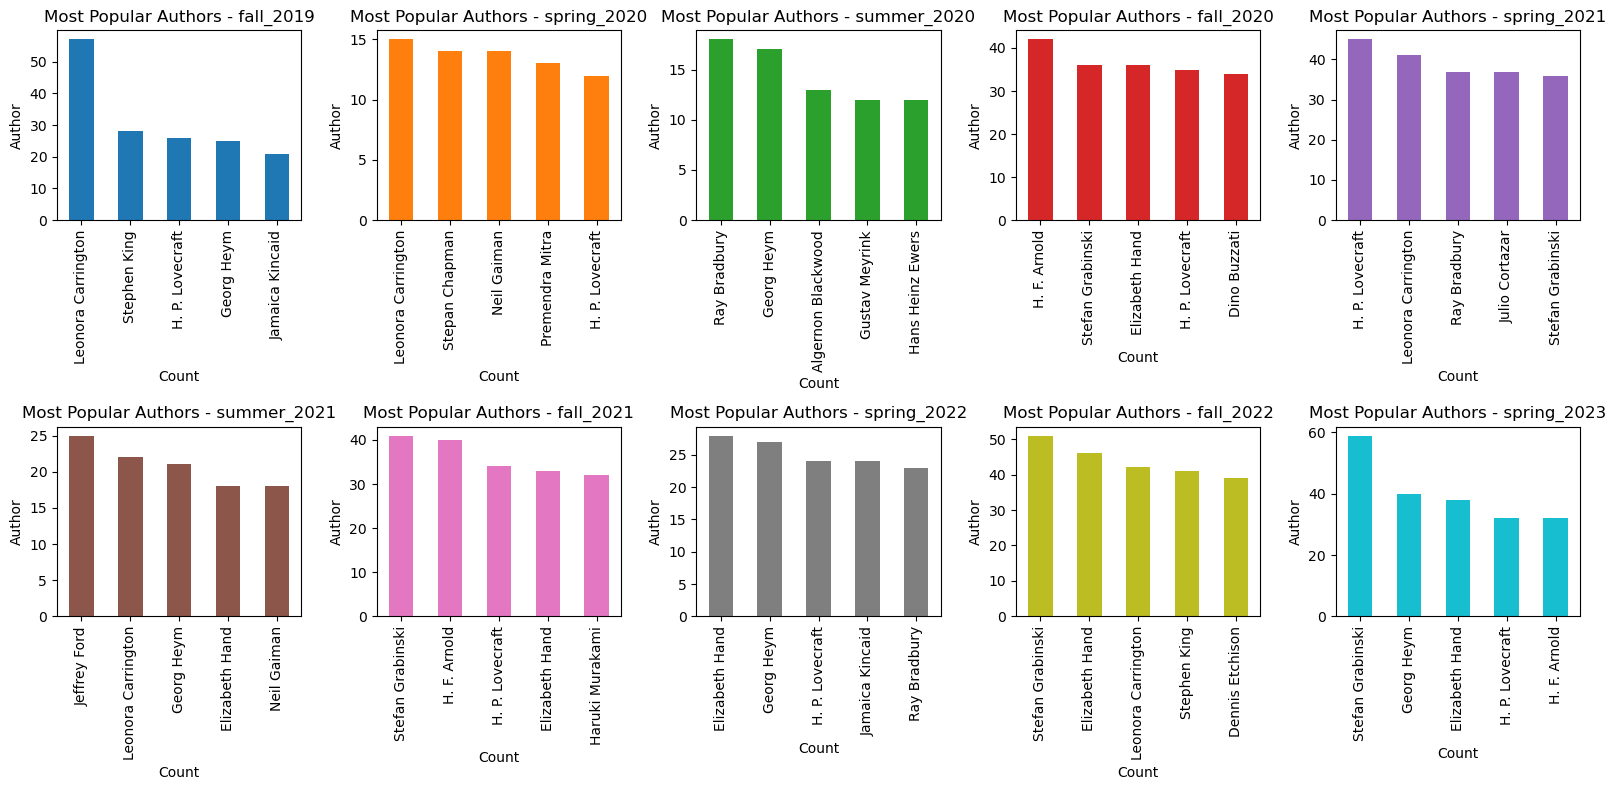 Most Popular Authors - fall_2019
Author
50
40
30
20
10
0
Leonora Carrington
Stephen King
H. P. Lovecraft
Georg Heym
Jamaica Kincaid
Count
Most Popular Authors - spring_2020
Author
15
10
5
0
Leonora Carrington
Stepan Chapman
Neil Gaiman
Premendra Mitra
H. P. Lovecraft
Count
Most Popular Authors - summer_2020
Author
15
10
5
0
Ray Bradbury
Georg Heym
Algernon Blackwood
Gustav Meyrink
Hans Heinz Ewers
Count
Most Popular Authors - fall_2020
Author
40
30
20
10
0
H. F. Arnold
Stefan Grabinski
Elizabeth Hand
H. P. Lovecraft
Dino Buzzati
Count
Most Popular Authors - spring_2021
Author
40
30
20
10
0
H. P. Lovecraft
Leonora Carrington
Ray Bradbury
Julio Cortazar
Stefan Grabinski
Count
Most Popular Authors - summer_2021
Author
25
20
15
10
5
0
Jeffrey Ford
Leonora Carrington
Georg Heym
Elizabeth Hand
Neil Gaiman
Count
Most Popular Authors - fall_2021
Author
40
30
20
10
0
Stefan Grabinski
H. F. Arnold
H. P. Lovecraft
Elizabeth Hand
Haruki Murakami
Count
Most Popular Authors - spring_2022
Author
25
20
15
10
5
0
Elizabeth Hand
Georg Heym
H. P. Lovecraft
Jamaica Kincaid
Ray Bradbury
Count
Most Popular Authors - fall_2022
Author
50
40
30
20
10
0
Stefan Grabinski
Elizabeth Hand
Leonora Carrington
Stephen King
Dennis Etchison
Count
Most Popular Authors - spring_2023
Author
60
40
20
0
Stefan Grabinski
Georg Heym
Elizabeth Hand
H. P. Lovecraft
H. F. Arnold
Count